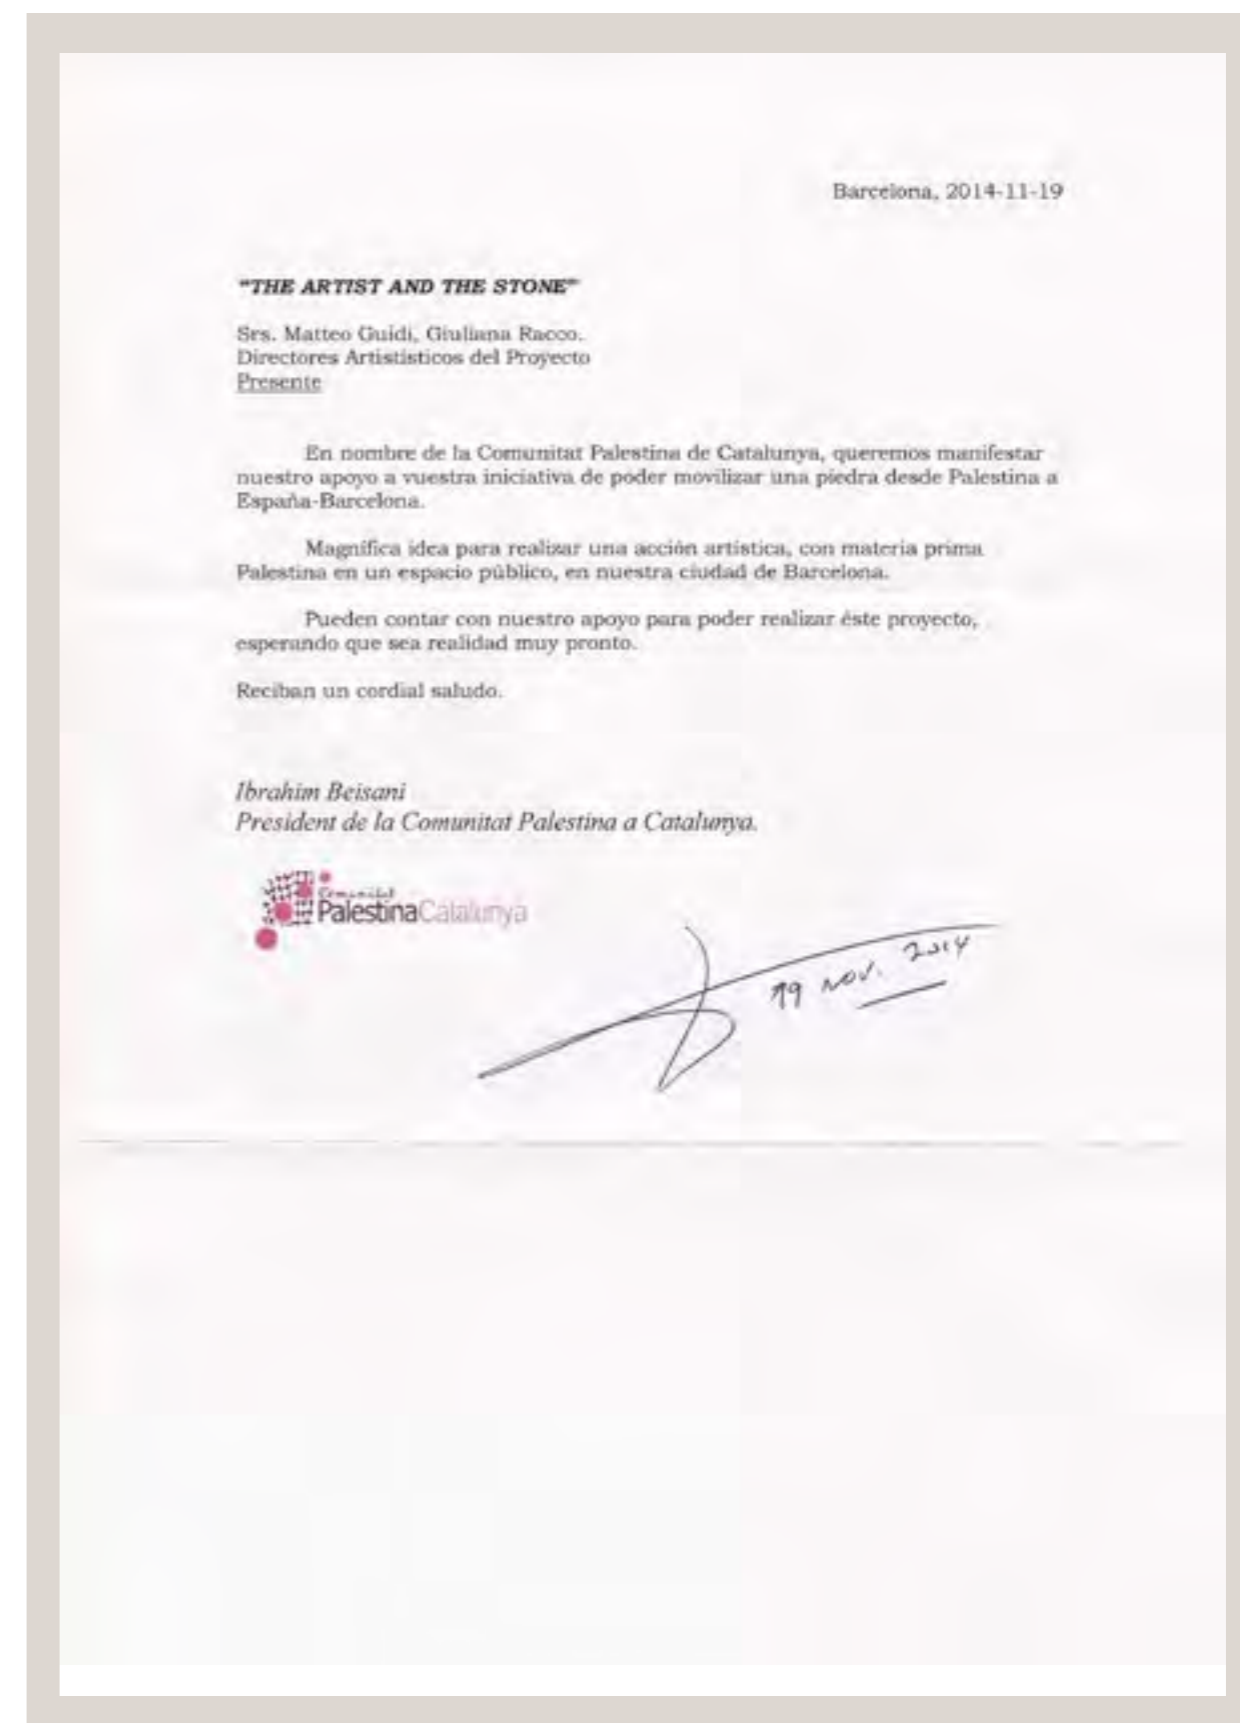 Barcelona, 2014-11-19
"THE ARTIST AND THE STONE"
Srs. Matteo Guidi, Giuliana Racco.
Directores Artististicos del Proyecto
Presente
En nombre de la Comunitat Palestina de Catalunya, queremos manifestar
nuestro apoyo a vuestra iniciativa de poder movilizar una piedra desde Palestina a
España-Barcelona.
Magnífica idea para realizar una acción artística, con materia prima
Palestina en un espacio público, en nuestra ciudad de Barcelona.
Pueden contar con nuestro apoyo para poder realizar éste proyecto,
esperando que sea realidad muy pronto.
Reciban un cordial saludo.
Ibrahim Beisani
President de la Comunitat Palestina a Catalunya.
Comunitat
PalestinaCatalunya
19 NOV. 2014